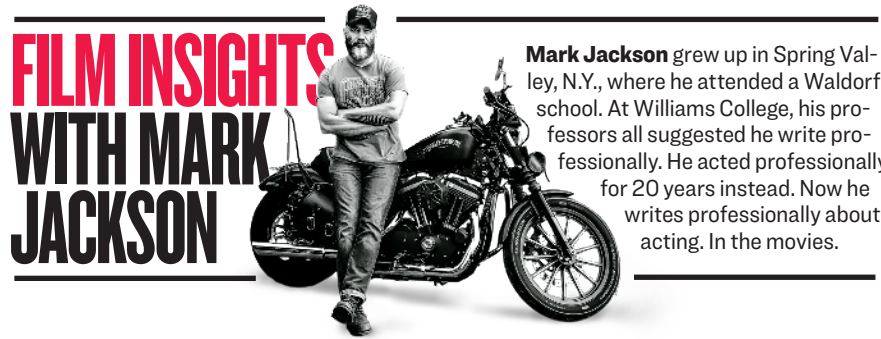 FILM INSIGHTS
WITH MARK
JACKSON
Mark Jackson grew up in Spring Val-
ley, N.Y., where he attended a Waldorf
school. At Williams College, his pro-
fessors all suggested he write pro-
fessionally. He acted professionally
for 20 years instead. Now he
writes professionally about
acting. In the movies.